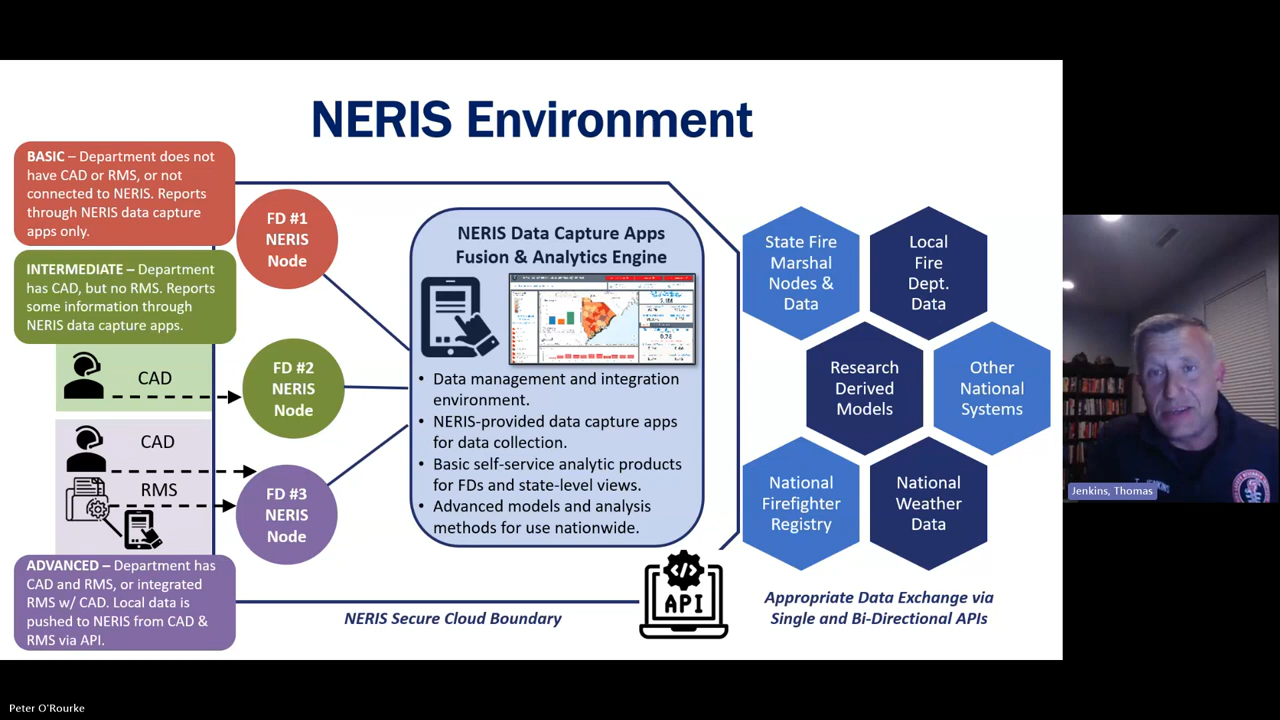 NERIS Environment
BASIC – Department does not
have CAD or RMS, or not
connected to NERIS. Reports
through NERIS data capture
apps only.
INTERMEDIATE – Department
has CAD, but no RMS. Reports
some information through
NERIS data capture apps.
CAD
CAD
RMS
ADVANCED – Department has
CAD and RMS, or integrated
RMS w/ CAD. Local data is
pushed to NERIS from CAD &
RMS via API.
FD #1
NERIS
Node
FD #2
NERIS
Node
FD #3
NERIS
Node
NERIS Data Capture Apps
Fusion & Analytics Engine
• Data management and integration
environment.
• NERIS-provided data capture apps
for data collection.
• Basic self-service analytic products
for FDs and state-level views.
• Advanced models and analysis
methods for use nationwide.
NERIS Secure Cloud Boundary
API
State Fire
Marshal
Nodes &
Data
Local
Fire
Dept.
Data
Research
Derived
Models
Other
National
Systems
National
Firefighter
Registry
National
Weather
Data
Appropriate Data Exchange via
Single and Bi-Directional APIs
Jenkins, Thomas
Peter O'Rourke